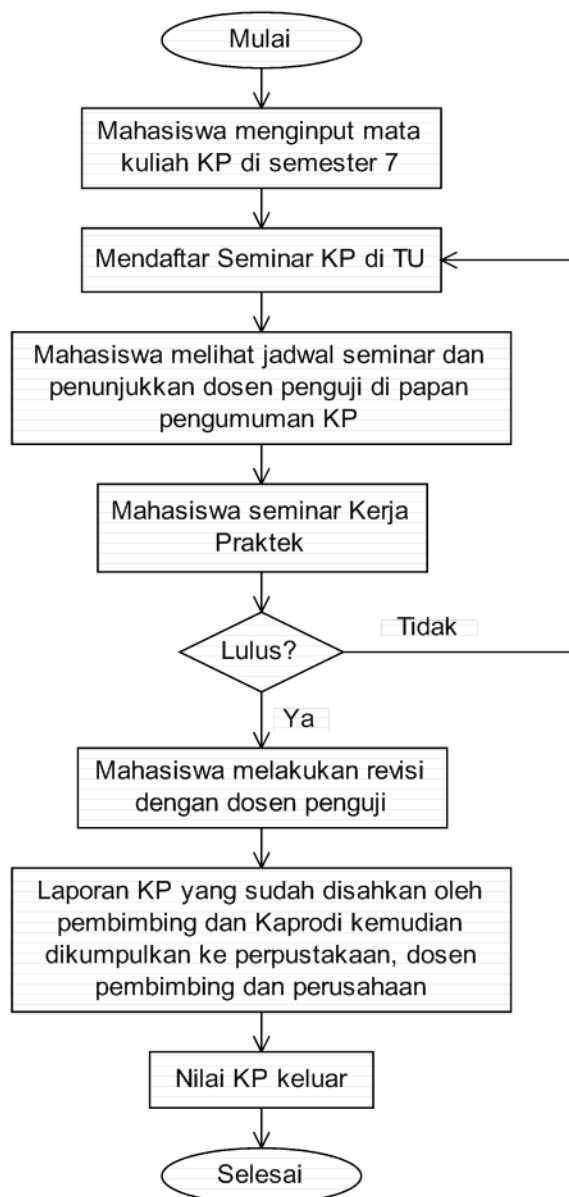 Mulai
Mahasiswa menginput mata
kuliah KP di semester 7
Mendaftar Seminar KP di TU
Mahasiswa melihat jadwal seminar dan
penunjukkan dosen penguji di papan
pengumuman KP
Mahasiswa seminar Kerja
Praktek
Lulus?
Tidak
Ya
Mahasiswa melakukan revisi
dengan dosen penguji
Laporan KP yang sudah disahkan oleh
pembimbing dan Kaprodi kemudian
dikumpulkan ke perpustakaan, dosen
pembimbing dan perusahaan
Nilai KP keluar
Selesai